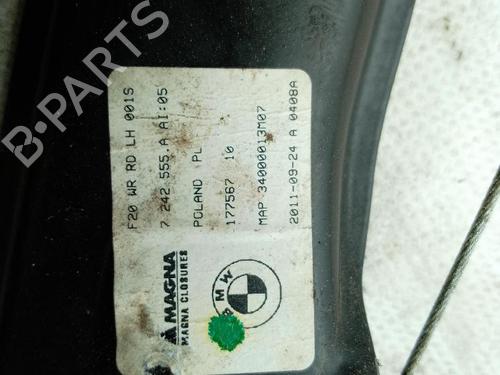 F20 WR RD LH 001S
7 242 555.A AI:05
POLAND PL
177567 10
MAP 34000013M07
2011-09-24 A 0408A
MAGNA
MAGNA CLOSURES
BMW
B-PARTS